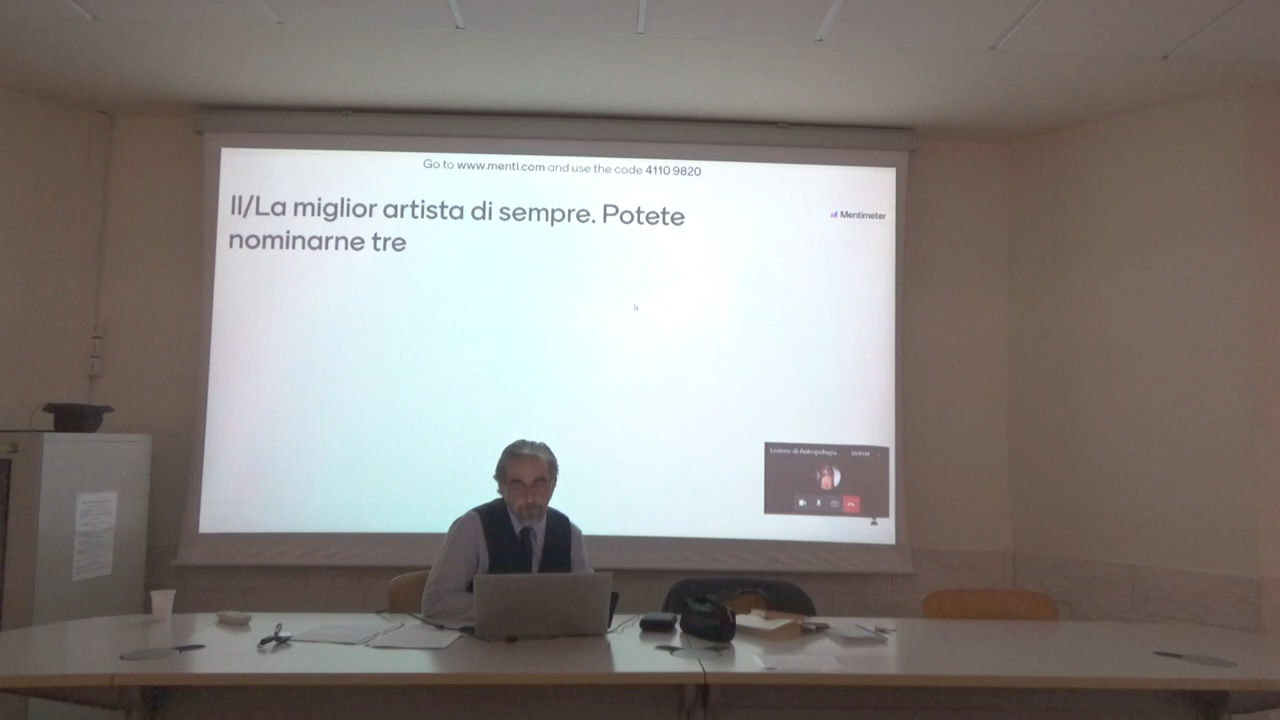 Go to www.menti.com and use the code 4110 9820
Il/La miglior artista di sempre. Potete
nominarne tre
Mentimeter
Lezione di Antropologia